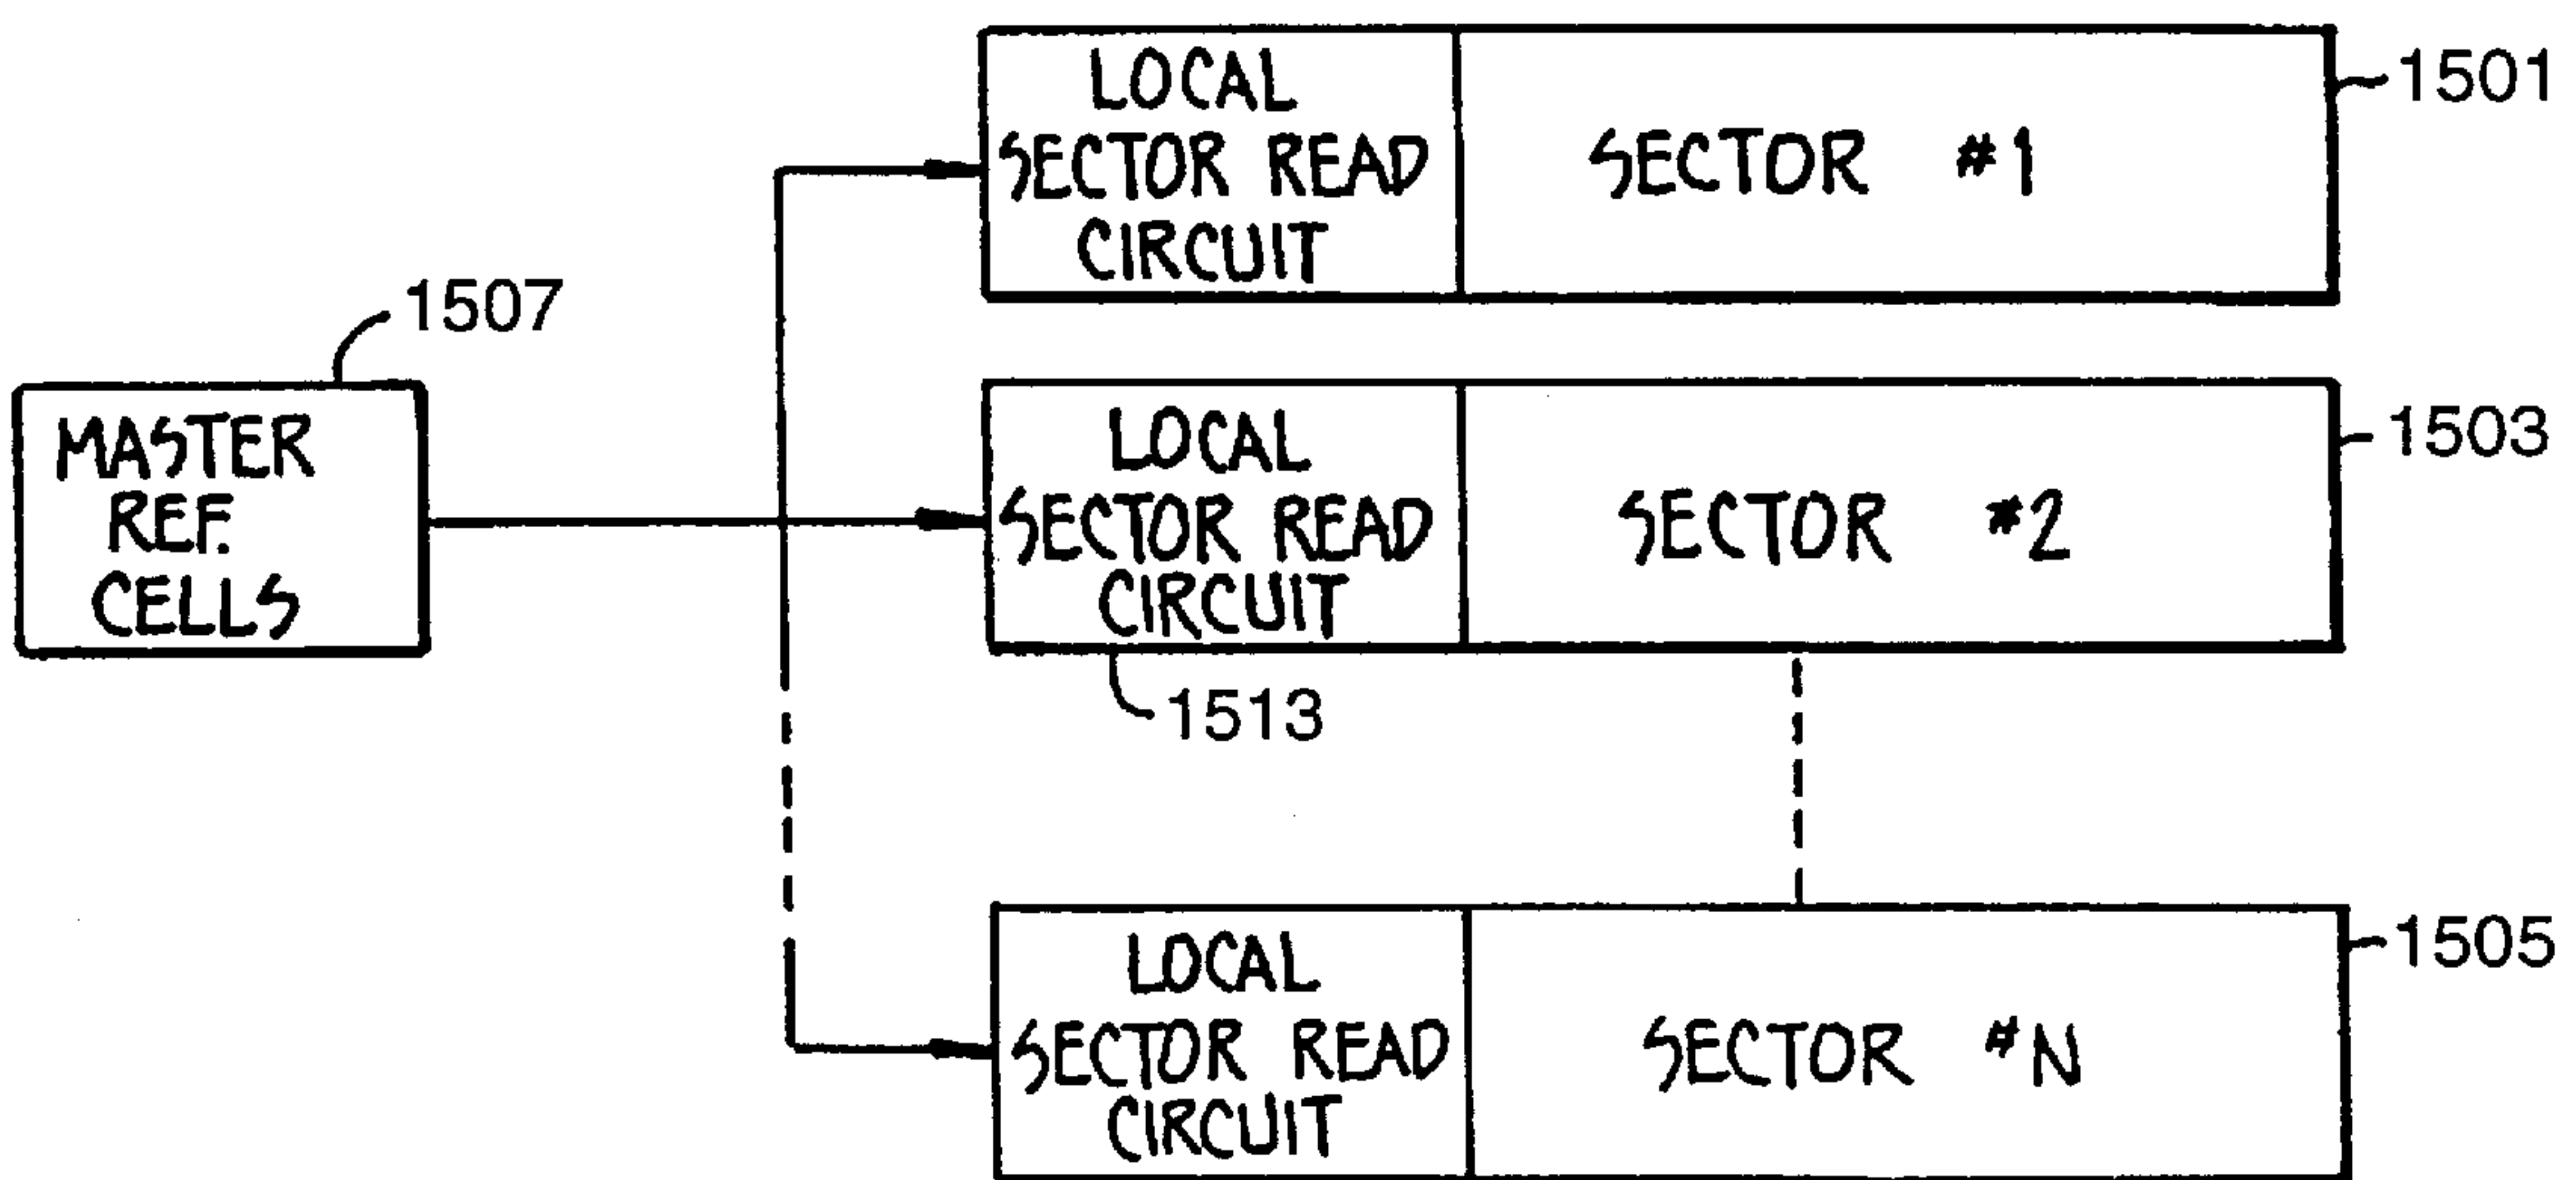 LOCAL
SECTOR READ
CIRCUIT
SECTOR #1
1501
1507
MASTER
REF.
CELLS
LOCAL
SECTOR READ
CIRCUIT
SECTOR #2
1503
1513
LOCAL
SECTOR READ
CIRCUIT
SECTOR #N
1505